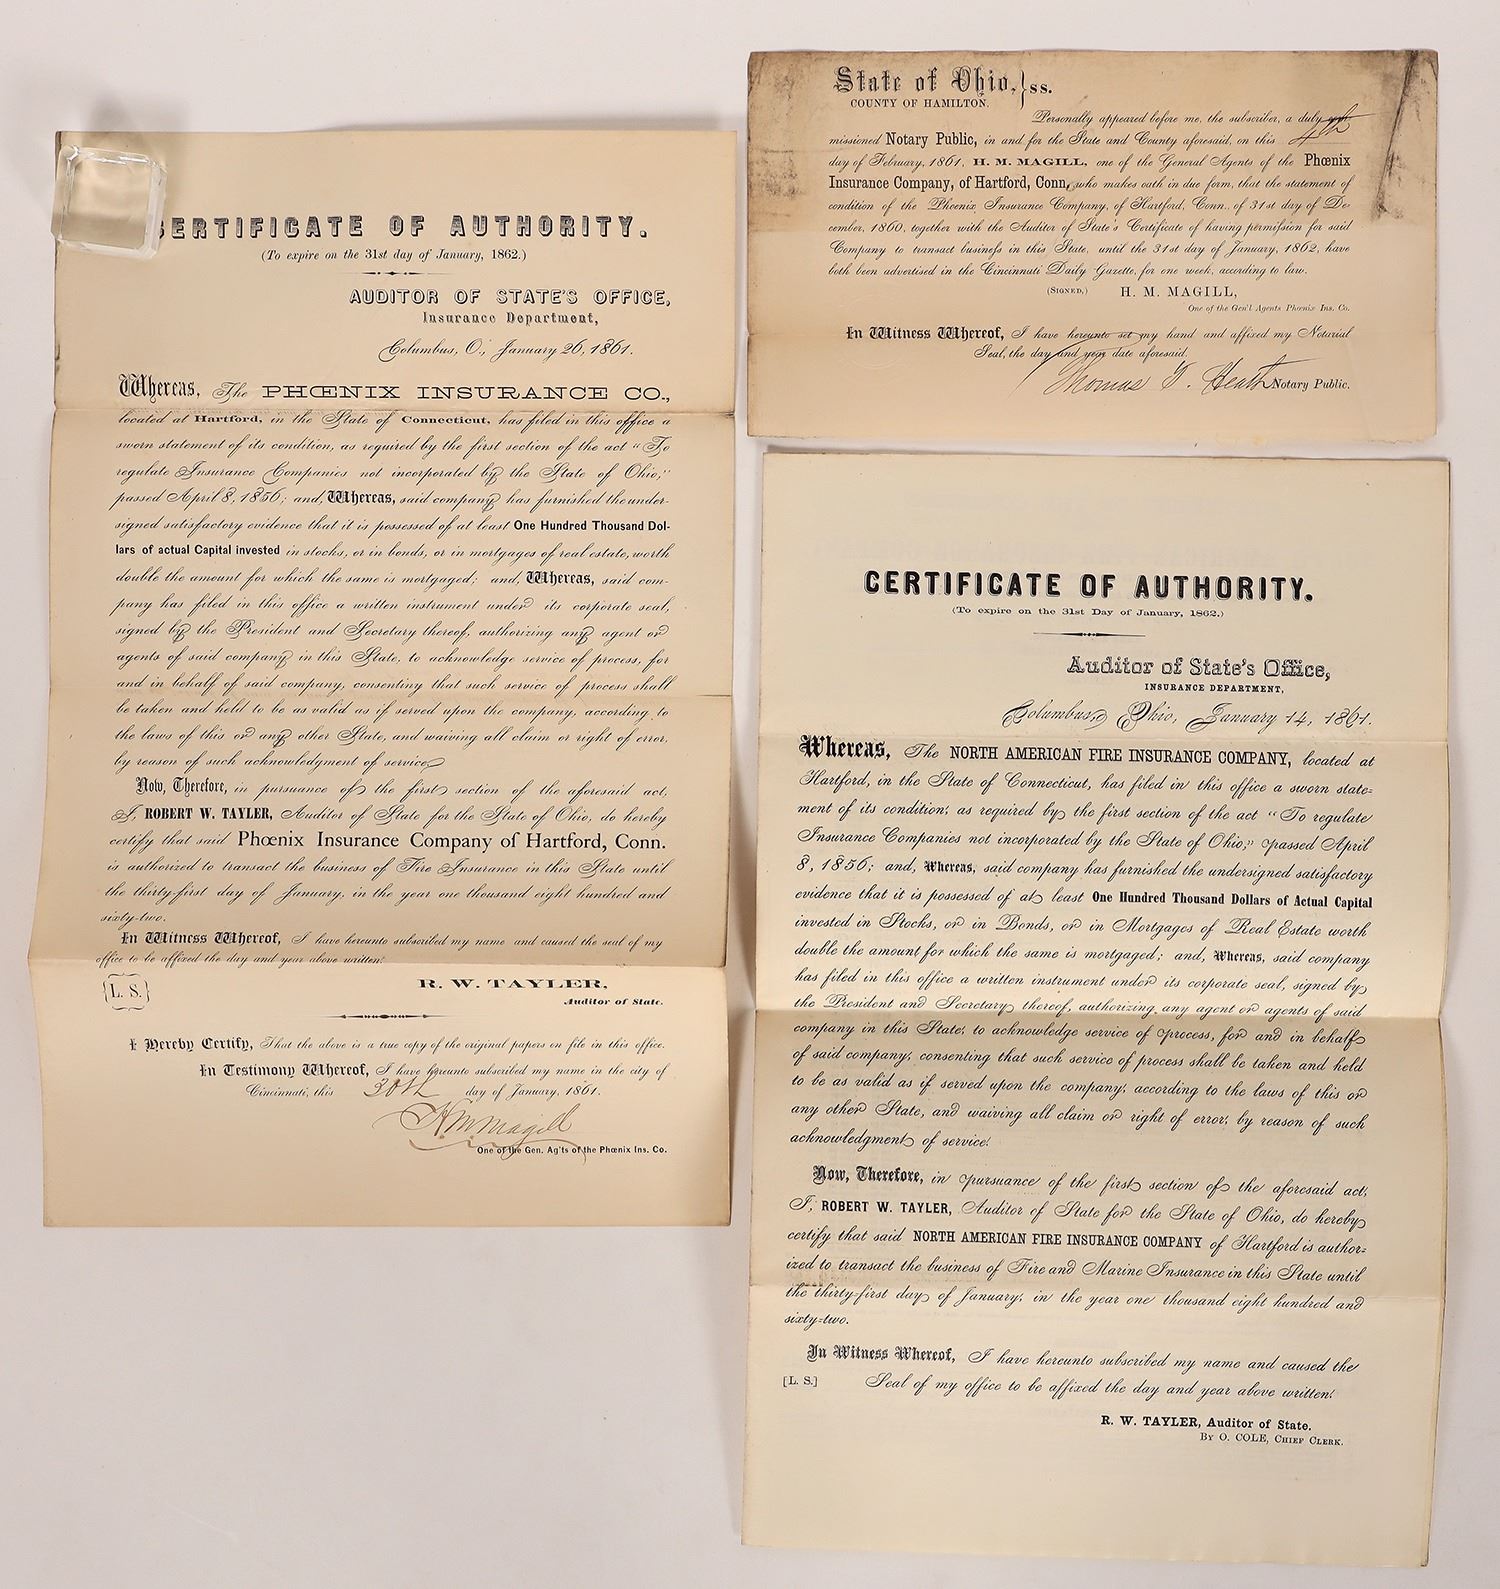 CERTIFICATE OF AUTHORITY.
(To expire on the 31st day of January, 1862.)
AUDITOR OF STATE'S OFFICE,
Insurance Department,
Columbus, O., January 26, 1861.
Whereas, The PHŒNIX INSURANCE CO.,
located at Hartford, in the State of Connecticut, has filed in this office a
sworn statement of its condition, as required by the first section of the act "To
regulate Insurance Companies not incorporated by the State of Ohio,"
passed April 8, 1856; and, Whereas, said company has furnished the under-
signed satisfactory evidence that it is possessed of at least One Hundred Thousand Dol-
lars of actual Capital invested in stocks, or in bonds, or in mortgages of real estate, worth
double the amount for which the same is mortgaged; and, Whereas, said com-
pany has filed in this office a written instrument under its corporate seal,
signed by the President and Secretary thereof, authorizing any agent or
agents of said company in this State, to acknowledge service of process, for
and in behalf of said company, consenting that such service of process shall
be taken and held to be as valid as if served upon the company, according to
the laws of this or any other State, and waiving all claim or right of error,
by reason of such acknowledgment of service.
Now, Therefore, in pursuance of the first section of the aforesaid act,
I, ROBERT W. TAYLER, Auditor of State for the State of Ohio, do hereby
certify that said Phœnix Insurance Company of Hartford, Conn.
is authorized to transact the business of Fire Insurance in this State until
the thirty-first day of January, in the year one thousand eight hundred and
sixty-two.
In Witness Whereof, I have hereunto subscribed my name and caused the seal of my
office to be affixed the day and year above written.
{L. S.}
R. W. TAYLER,
Auditor of State.
I Hereby Certify, That the above is a true copy of the original papers on file in this office.
In Testimony Whereof, I have hereunto subscribed my name in the city of
Cincinnati, this 30th day of January, 1861.
H M Magill
One of the Gen. Ag'ts of the Phœnix Ins. Co.
State of Ohio, } ss.
COUNTY OF HAMILTON.
Personally appeared before me, the subscriber, a duly
missioned Notary Public, in and for the State and County aforesaid, on this 4th
day of February, 1861, H. M. MAGILL, one of the General Agents of the Phœnix
Insurance Company, of Hartford, Conn., who makes oath in due form, that the statement of
condition of the Phœnix Insurance Company, of Hartford, Conn., of 31st day of De-
cember, 1860, together with the Auditor of State's Certificate of having permission for said
Company to transact business in this State, until the 31st day of January, 1862, have
both been advertised in the Cincinnati Daily Gazette, for one week, according to law.
(SIGNED,) H. M. MAGILL,
One of the Gen'l Agents Phœnix Ins. Co.
In Witness Whereof, I have hereunto set my hand and affixed my Notarial
Seal, the day and year date aforesaid.
Thomas T. Heath Notary Public.
CERTIFICATE OF AUTHORITY.
(To expire on the 31st Day of January, 1862.)
Auditor of State's Office,
INSURANCE DEPARTMENT,
Columbus, Ohio, January 14, 1861.
Whereas, The NORTH AMERICAN FIRE INSURANCE COMPANY, located at
Hartford, in the State of Connecticut, has filed in this office a sworn state-
ment of its condition, as required by the first section of the act "To regulate
Insurance Companies not incorporated by the State of Ohio," passed April
8, 1856; and, Whereas, said company has furnished the undersigned satisfactory
evidence that it is possessed of at least One Hundred Thousand Dollars of Actual Capital
invested in Stocks, or in Bonds, or in Mortgages of Real Estate worth
double the amount for which the same is mortgaged; and, Whereas, said company
has filed in this office a written instrument under its corporate seal, signed by
the President and Secretary thereof, authorizing any agent or agents of said
company in this State, to acknowledge service of process, for and in behalf
of said company, consenting that such service of process shall be taken and held
to be as valid as if served upon the company, according to the laws of this or
any other State, and waiving all claim or right of error, by reason of such
acknowledgment of service.
Now, Therefore, in pursuance of the first section of the aforesaid act,
I, ROBERT W. TAYLER, Auditor of State for the State of Ohio, do hereby
certify that said NORTH AMERICAN FIRE INSURANCE COMPANY of Hartford is author-
ized to transact the business of Fire and Marine Insurance in this State until
the thirty-first day of January, in the year one thousand eight hundred and
sixty-two.
In Witness Whereof, I have hereunto subscribed my name and caused the
[L. S.] Seal of my office to be affixed the day and year above written.
R. W. TAYLER, Auditor of State.
BY O. COLE, CHIEF CLERK.